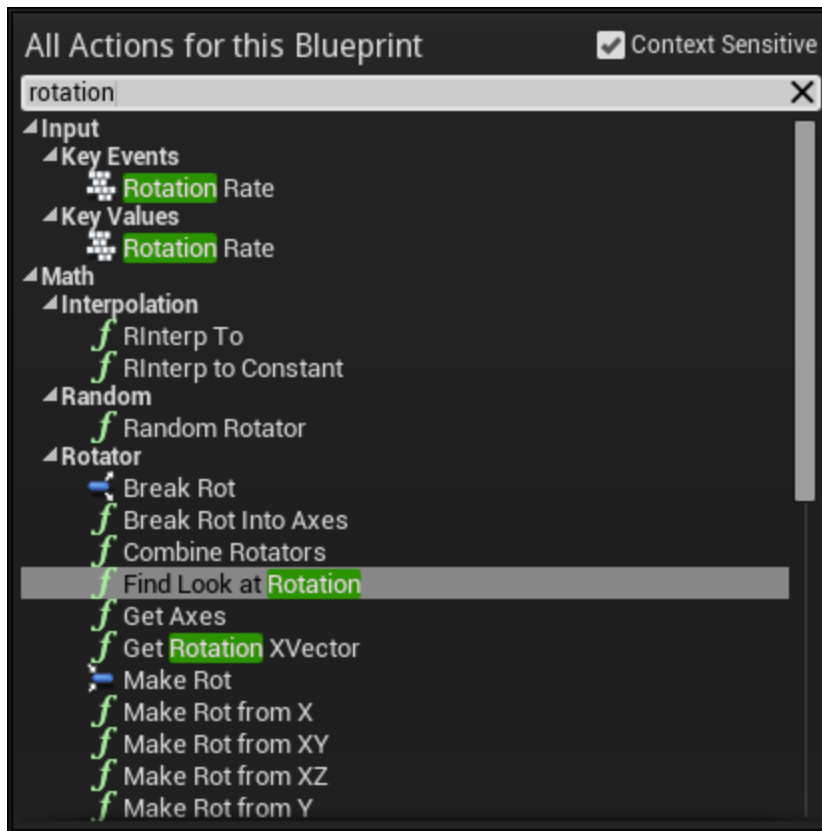 All Actions for this Blueprint Context Sensitive
rotation
Input
Key Events
Rotation Rate
Key Values
Rotation Rate
Math
Interpolation
RInterp To
RInterp to Constant
Random
Random Rotator
Rotator
Break Rot
Break Rot Into Axes
Combine Rotators
Find Look at Rotation
Get Axes
Get Rotation XVector
Make Rot
Make Rot from X
Make Rot from XY
Make Rot from XZ
Make Rot from Y